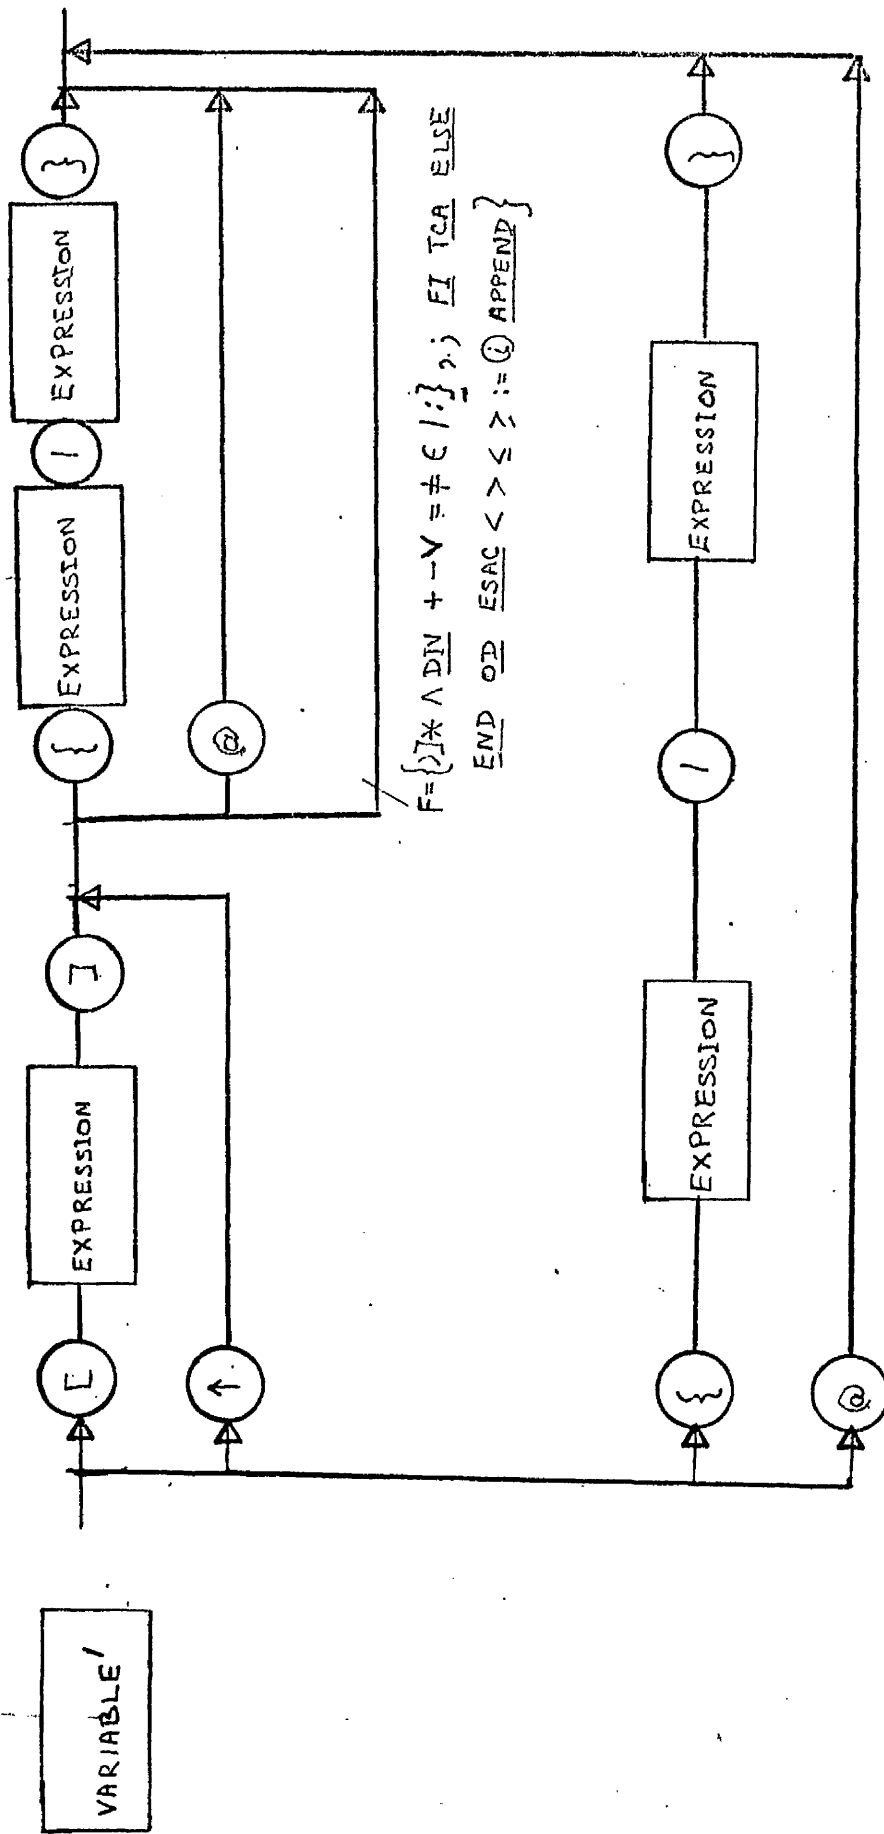 VARIABLE'
[
EXPRESSION
]
{
EXPRESSION
|
EXPRESSION
}
↑
@
F={)]* ∧ DIV + -∨ = ≠ ∈ | : } , . ; FI TCA ELSE
END OD ESAC < > ≤ ≥ := @ APPEND}
{
EXPRESSION
|
EXPRESSION
}
@